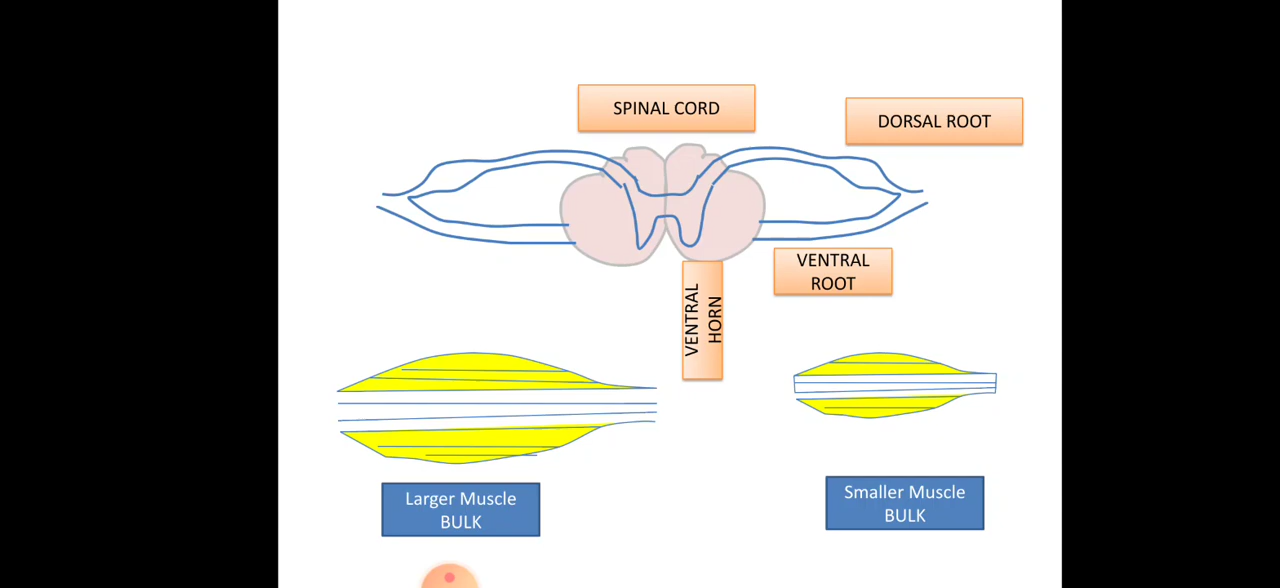 SPINAL CORD
DORSAL ROOT
VENTRAL
ROOT
VENTRAL
HORN
Larger Muscle
BULK
Smaller Muscle
BULK